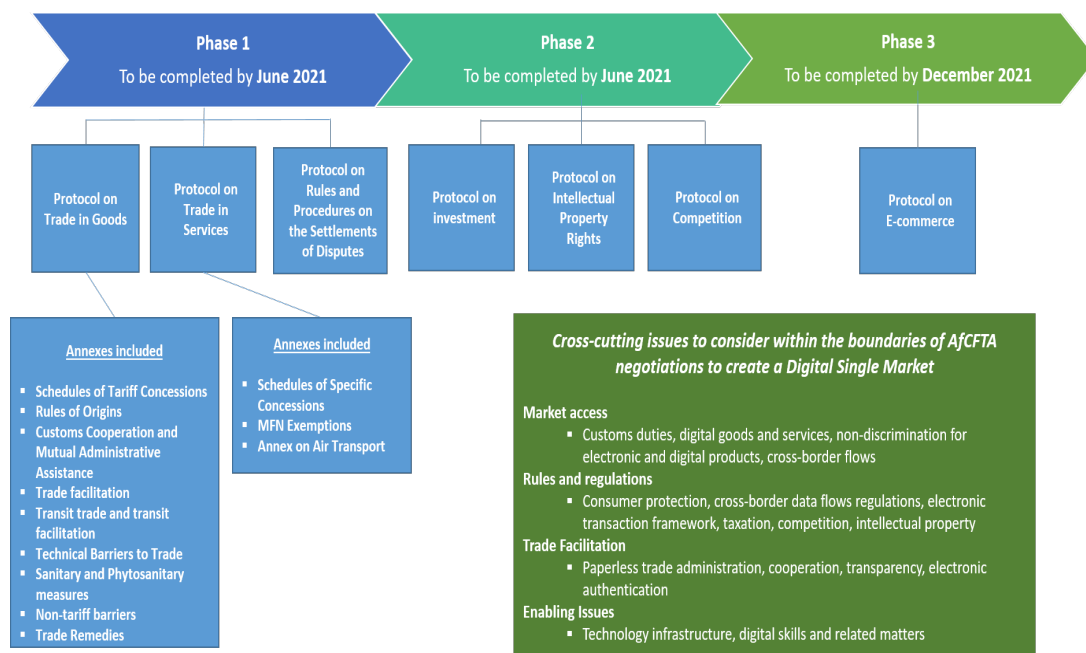 Phase 1
To be completed by June 2021
Phase 2
To be completed by June 2021
Phase 3
To be completed by December 2021
Protocol on
Trade in Goods
Protocol on
Trade in
Services
Protocol on
Rules and
Procedures on
the Settlements
of Disputes
Protocol on
investment
Protocol on
Intellectual
Property
Rights
Protocol on
Competition
Protocol on
E-commerce
Annexes included
▪ Schedules of Tariff Concessions
▪ Rules of Origins
▪ Customs Cooperation and
Mutual Administrative
Assistance
▪ Trade facilitation
▪ Transit trade and transit
facilitation
▪ Technical Barriers to Trade
▪ Sanitary and Phytosanitary
measures
▪ Non-tariff barriers
▪ Trade Remedies
Annexes included
▪ Schedules of Specific
Concessions
▪ MFN Exemptions
▪ Annex on Air Transport
Cross-cutting issues to consider within the boundaries of AfCFTA
negotiations to create a Digital Single Market
Market access
▪ Customs duties, digital goods and services, non-discrimination for
electronic and digital products, cross-border flows
Rules and regulations
▪ Consumer protection, cross-border data flows regulations, electronic
transaction framework, taxation, competition, intellectual property
Trade Facilitation
▪ Paperless trade administration, cooperation, transparency, electronic
authentication
Enabling Issues
▪ Technology infrastructure, digital skills and related matters